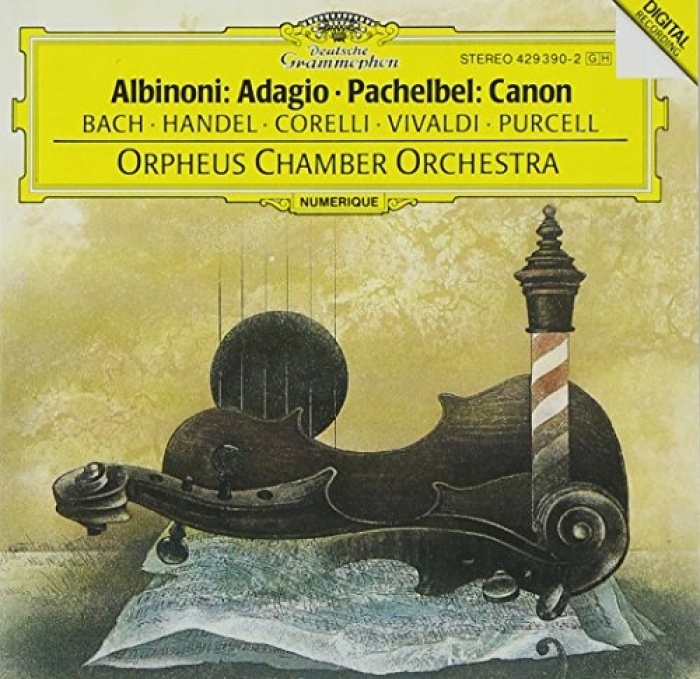 DIGITAL
RECORDING
Deutsche
Grammophon
STEREO 429 390-2 GH
Albinoni: Adagio · Pachelbel: Canon
BACH · HANDEL · CORELLI · VIVALDI · PURCELL
ORPHEUS CHAMBER ORCHESTRA
NUMERIQUE